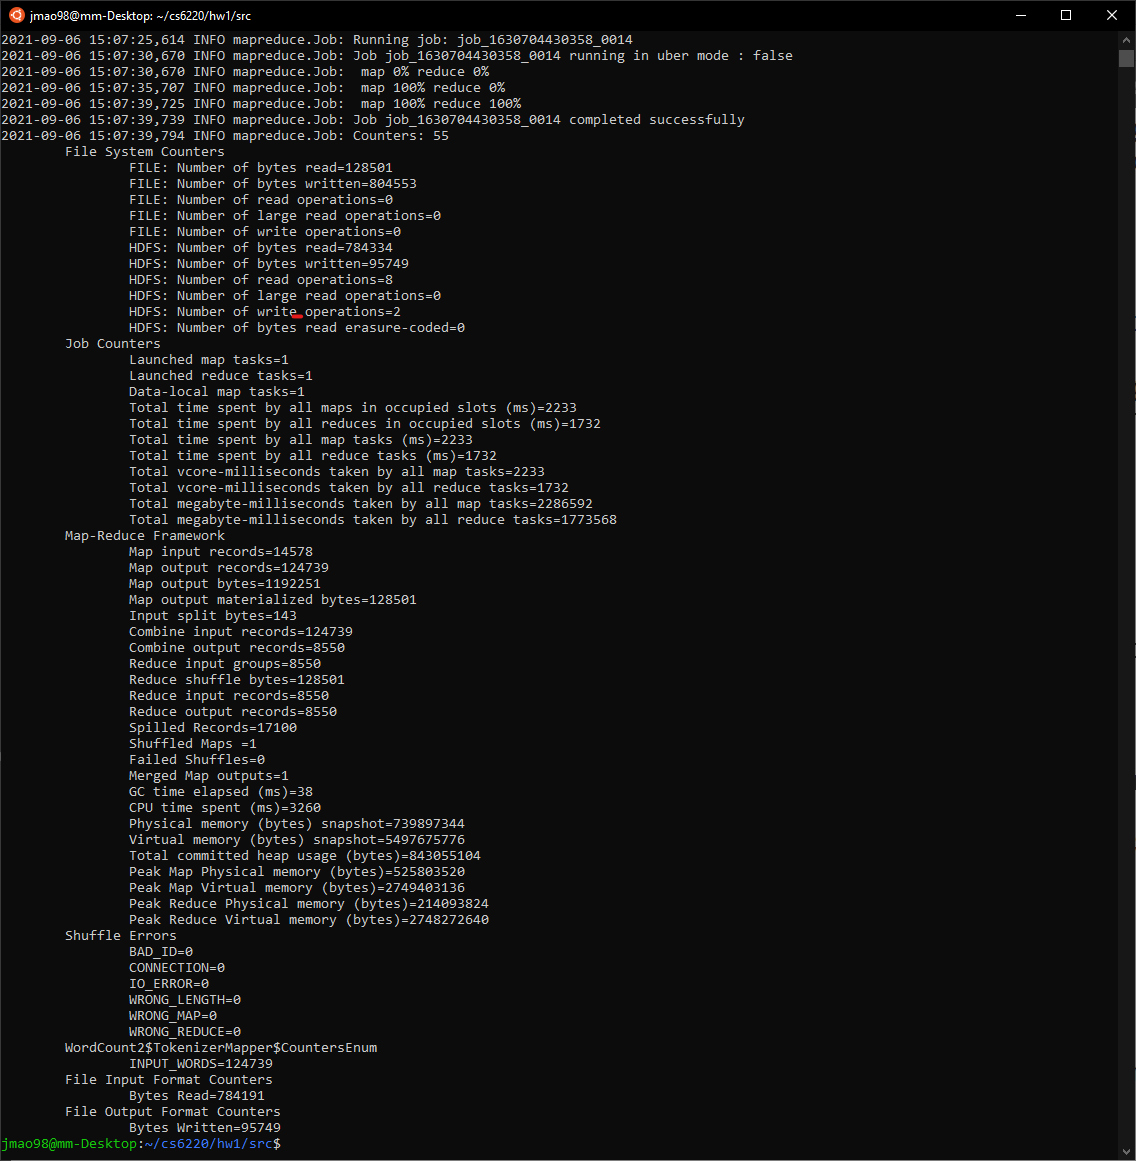 jmao98@mm-Desktop: ~/cs6220/hw1/src
2021-09-06 15:07:25,614 INFO mapreduce.Job: Running job: job_1630704430358_0014
2021-09-06 15:07:30,670 INFO mapreduce.Job: Job job_1630704430358_0014 running in uber mode : false
2021-09-06 15:07:30,670 INFO mapreduce.Job:  map 0% reduce 0%
2021-09-06 15:07:35,707 INFO mapreduce.Job:  map 100% reduce 0%
2021-09-06 15:07:39,725 INFO mapreduce.Job:  map 100% reduce 100%
2021-09-06 15:07:39,739 INFO mapreduce.Job: Job job_1630704430358_0014 completed successfully
2021-09-06 15:07:39,794 INFO mapreduce.Job: Counters: 55
File System Counters
FILE: Number of bytes read=128501
FILE: Number of bytes written=804553
FILE: Number of read operations=0
FILE: Number of large read operations=0
FILE: Number of write operations=0
HDFS: Number of bytes read=784334
HDFS: Number of bytes written=95749
HDFS: Number of read operations=8
HDFS: Number of large read operations=0
HDFS: Number of write operations=2
HDFS: Number of bytes read erasure-coded=0
Job Counters
Launched map tasks=1
Launched reduce tasks=1
Data-local map tasks=1
Total time spent by all maps in occupied slots (ms)=2233
Total time spent by all reduces in occupied slots (ms)=1732
Total time spent by all map tasks (ms)=2233
Total time spent by all reduce tasks (ms)=1732
Total vcore-milliseconds taken by all map tasks=2233
Total vcore-milliseconds taken by all reduce tasks=1732
Total megabyte-milliseconds taken by all map tasks=2286592
Total megabyte-milliseconds taken by all reduce tasks=1773568
Map-Reduce Framework
Map input records=14578
Map output records=124739
Map output bytes=1192251
Map output materialized bytes=128501
Input split bytes=143
Combine input records=124739
Combine output records=8550
Reduce input groups=8550
Reduce shuffle bytes=128501
Reduce input records=8550
Reduce output records=8550
Spilled Records=17100
Shuffled Maps =1
Failed Shuffles=0
Merged Map outputs=1
GC time elapsed (ms)=38
CPU time spent (ms)=3260
Physical memory (bytes) snapshot=739897344
Virtual memory (bytes) snapshot=5497675776
Total committed heap usage (bytes)=843055104
Peak Map Physical memory (bytes)=525803520
Peak Map Virtual memory (bytes)=2749403136
Peak Reduce Physical memory (bytes)=214093824
Peak Reduce Virtual memory (bytes)=2748272640
Shuffle Errors
BAD_ID=0
CONNECTION=0
IO_ERROR=0
WRONG_LENGTH=0
WRONG_MAP=0
WRONG_REDUCE=0
WordCount2$TokenizerMapper$CountersEnum
INPUT_WORDS=124739
File Input Format Counters
Bytes Read=784191
File Output Format Counters
Bytes Written=95749
jmao98@mm-Desktop:~/cs6220/hw1/src$